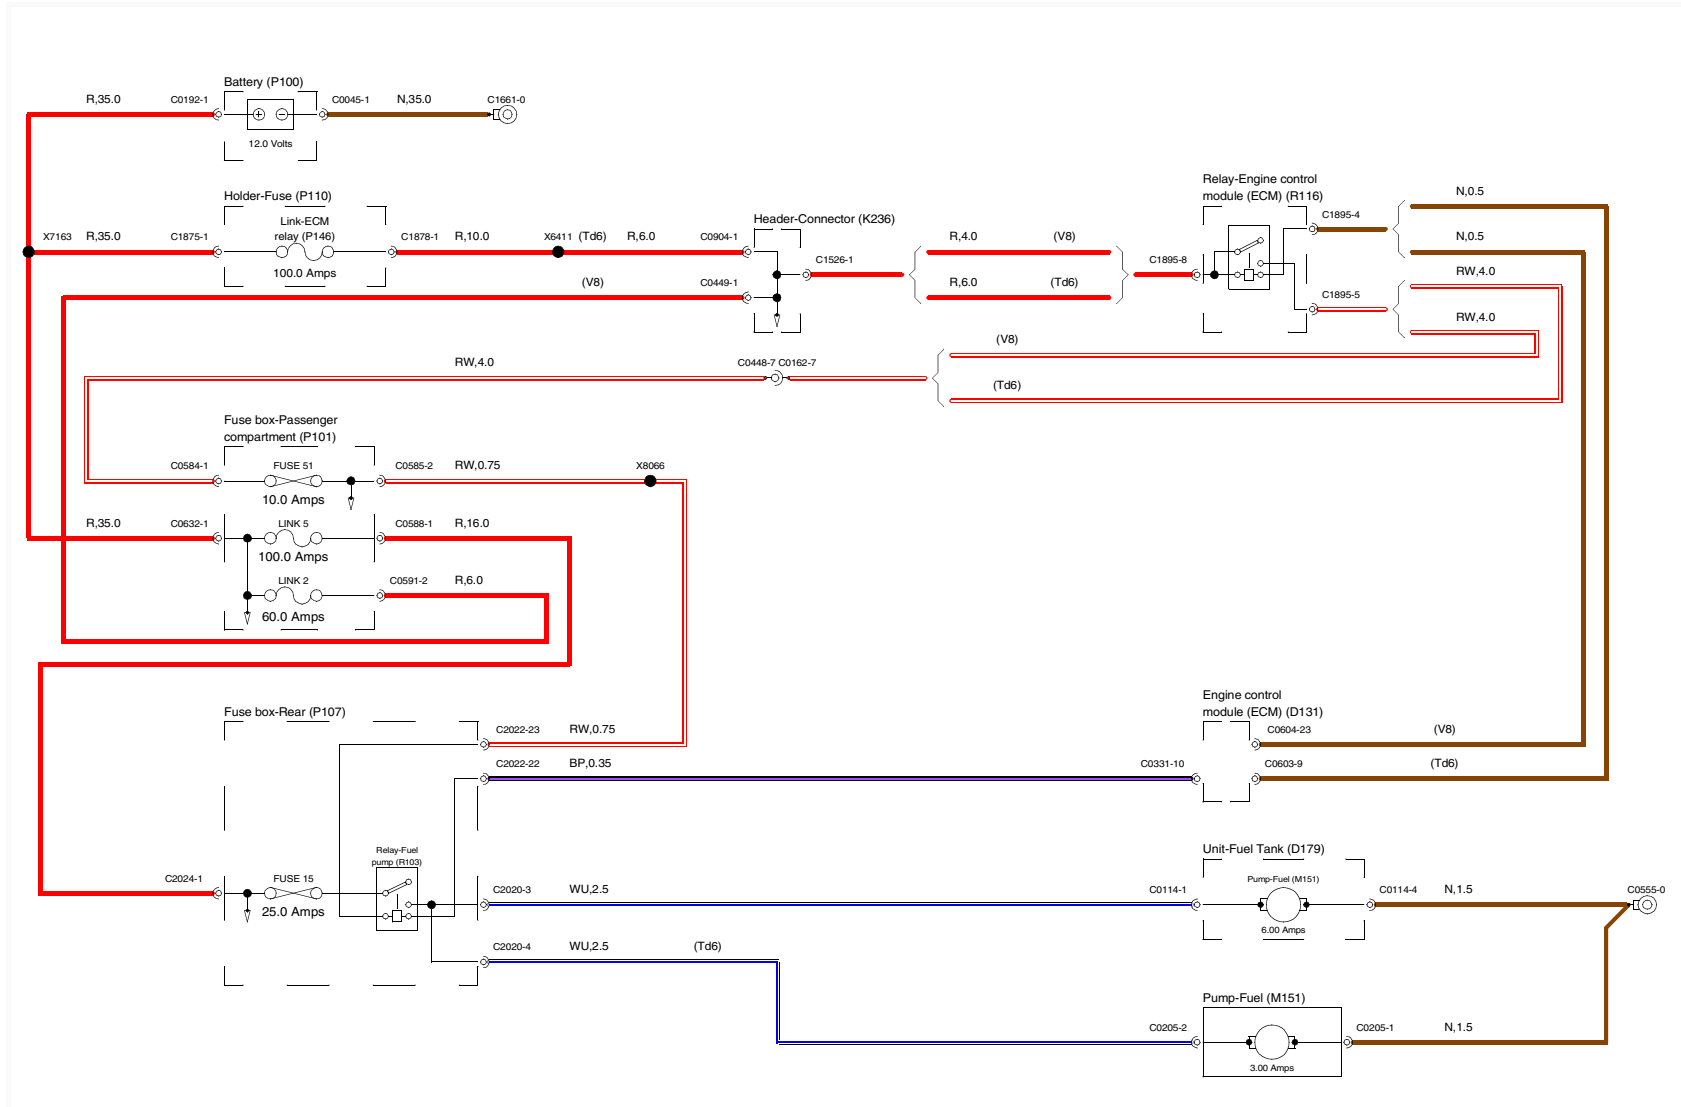 Battery (P100)
R,35.0
C0192-1
C0045-1
N,35.0
C1661-0
12.0 Volts
Holder-Fuse (P110)
Link-ECM
relay (P146)
X7163
R,35.0
C1875-1
C1878-1
R,10.0
X6411
(Td6)
R,6.0
C0904-1
100.0 Amps
(V8)
C0449-1
Header-Connector (K236)
C1526-1
R,4.0
(V8)
R,6.0
(Td6)
C1895-8
Relay-Engine control
module (ECM) (R116)
C1895-4
C1895-5
N,0.5
N,0.5
RW,4.0
RW,4.0
(V8)
(Td6)
RW,4.0
C0448-7
C0162-7
Fuse box-Passenger
compartment (P101)
C0584-1
FUSE 51
C0585-2
RW,0.75
X8066
10.0 Amps
R,35.0
C0632-1
LINK 5
C0588-1
R,16.0
100.0 Amps
LINK 2
C0591-2
R,6.0
60.0 Amps
Fuse box-Rear (P107)
C2022-23
RW,0.75
C2022-22
BP,0.35
C0331-10
Engine control
module (ECM) (D131)
C0604-23
(V8)
C0603-9
(Td6)
Relay-Fuel
pump (R103)
C2024-1
FUSE 15
25.0 Amps
C2020-3
WU,2.5
C2020-4
WU,2.5
(Td6)
Unit-Fuel Tank (D179)
Pump-Fuel (M151)
C0114-1
C0114-4
N,1.5
C0555-0
6.00 Amps
Pump-Fuel (M151)
C0205-2
C0205-1
N,1.5
3.00 Amps